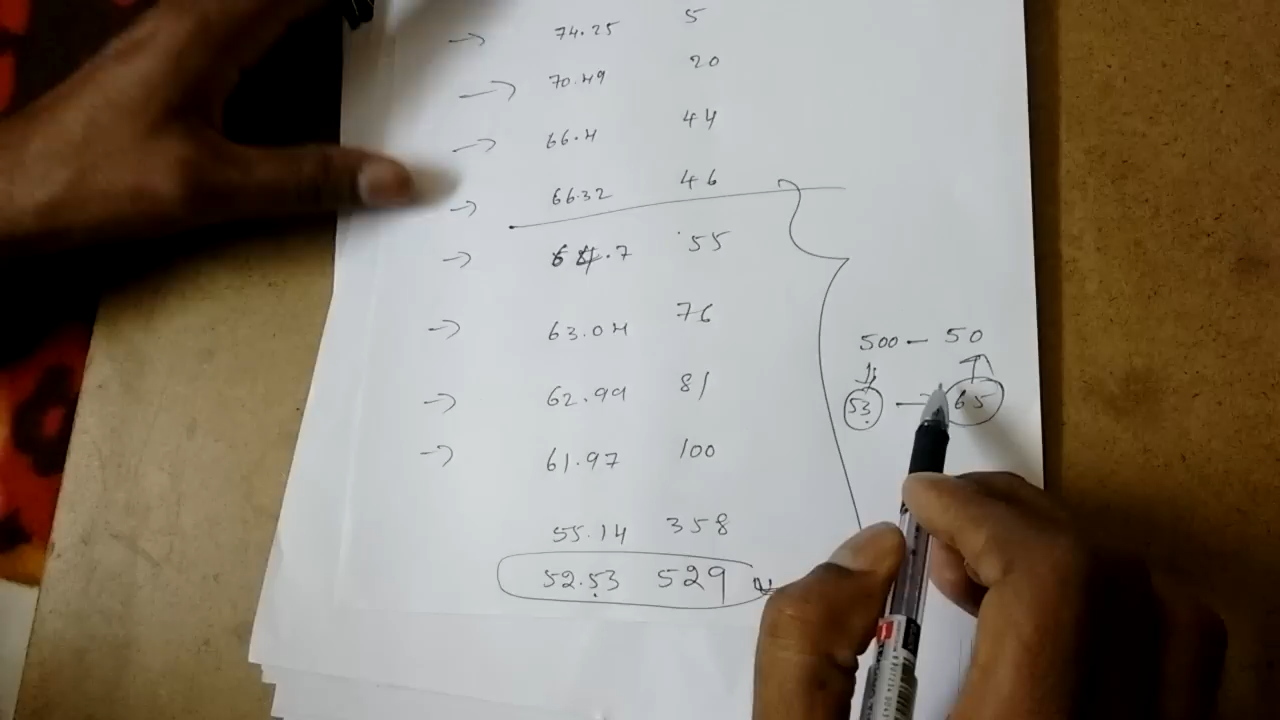 → 74.25 5
→ 70.49 20
→ 66.4 44
→ 66.32 46
→ 64.7 55
→ 63.04 76
→ 62.99 81
→ 61.97 100
55.14 358
52.53 529
500 — 50
53 → 65